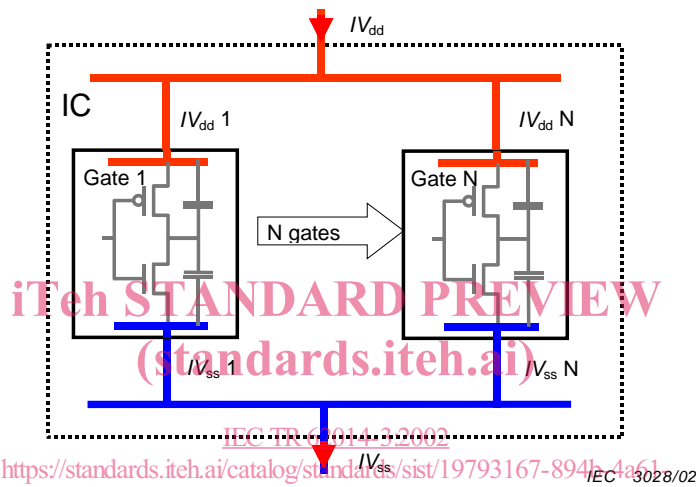 IVdd
IC
IVdd 1
IVdd N
Gate 1
Gate N
N gates
iTeh STANDARD PREVIEW
(standards.iteh.ai)
IVss 1
IVss N
IEC TR 62014-3:2002
IVss
https://standards.iteh.ai/catalog/standards/sist/19793167-894b-4a61-
IEC 3028/02